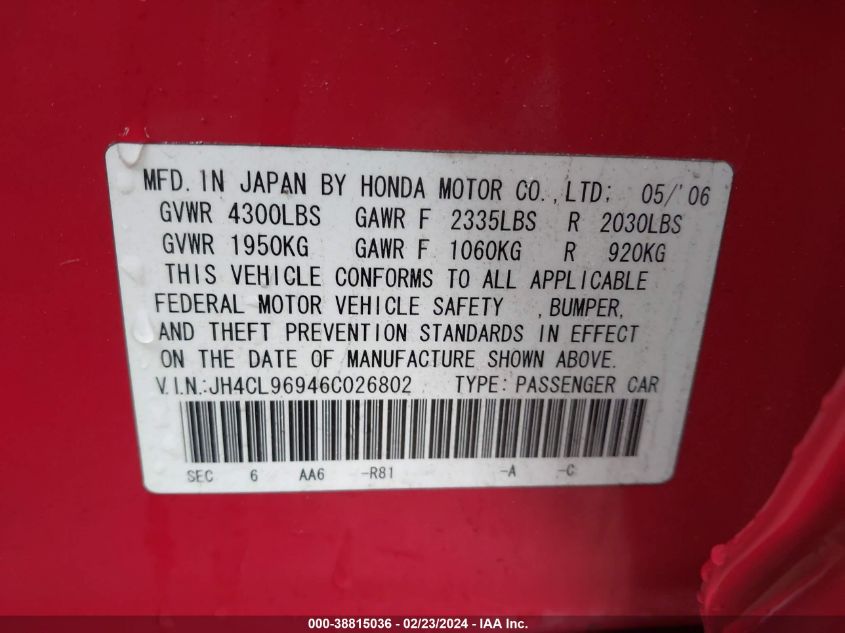 MFD. IN JAPAN BY HONDA MOTOR CO., LTD; 05/'06
GVWR 4300LBS GAWR F 2335LBS R 2030LBS
GVWR 1950KG GAWR F 1060KG R 920KG
THIS VEHICLE CONFORMS TO ALL APPLICABLE
FEDERAL MOTOR VEHICLE SAFETY , BUMPER,
AND THEFT PREVENTION STANDARDS IN EFFECT
ON THE DATE OF MANUFACTURE SHOWN ABOVE.
V.I.N.:JH4CL96946C026802 TYPE: PASSENGER CAR
SEC 6 AA6 -R81 -A -C
000-38815036 - 02/23/2024 - IAA Inc.